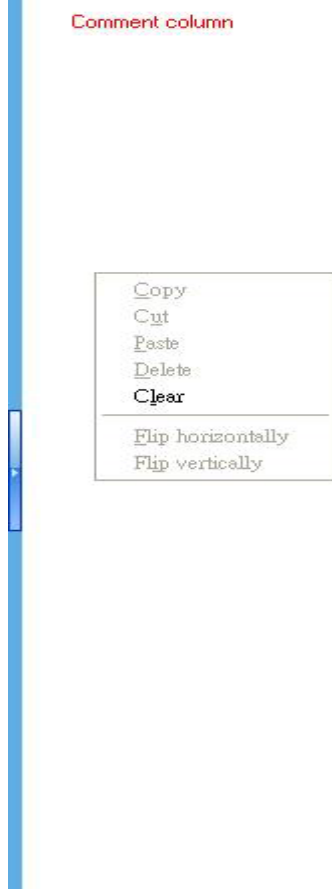 Comment column
Copy
Cut
Paste
Delete
Clear
Flip horizontally
Flip vertically